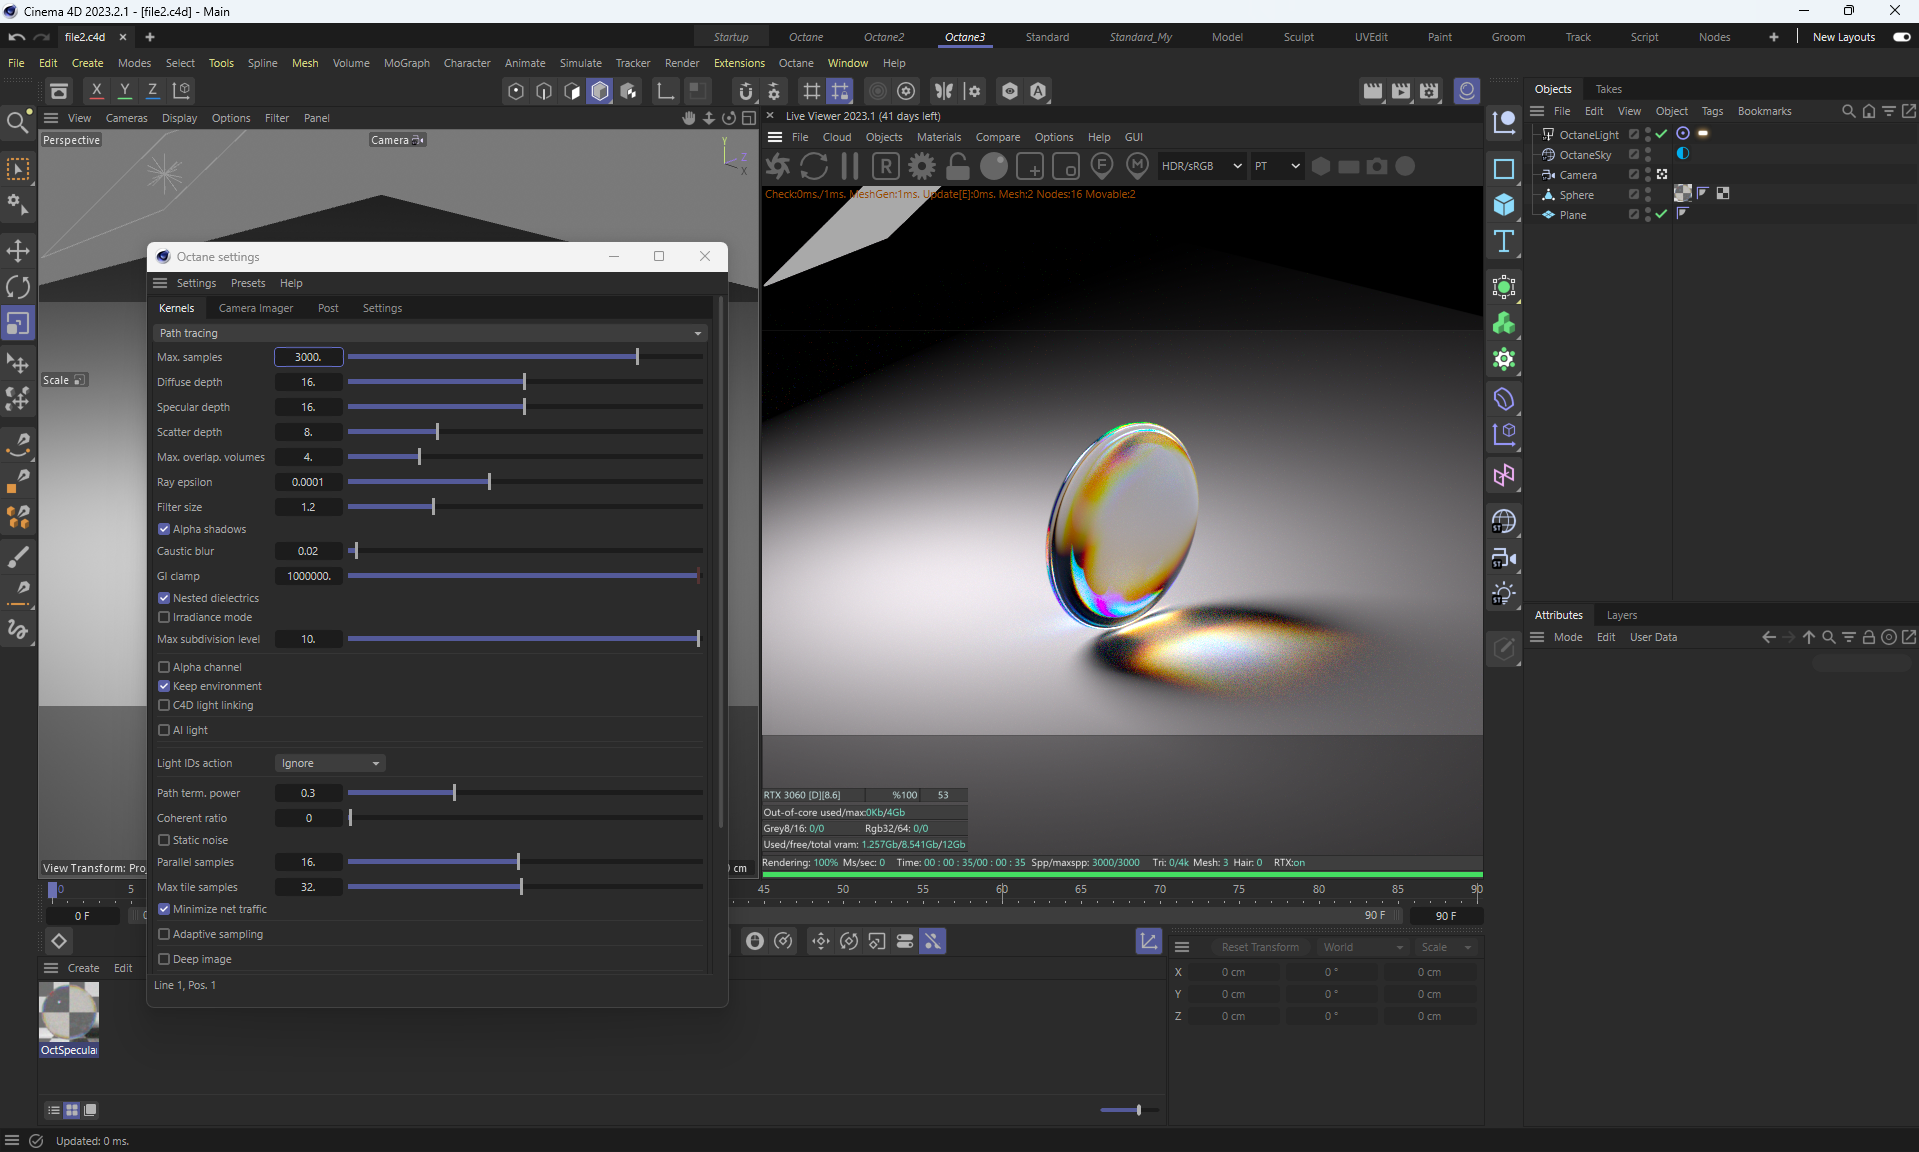 Cinema 4D 2023.2.1 - [file2.c4d] - Main
file2.c4d
Startup Octane Octane2 Octane3 Standard Standard_My Model Sculpt UVEdit Paint Groom Track Script Nodes New Layouts
File Edit Create Modes Select Tools Spline Mesh Volume MoGraph Character Animate Simulate Tracker Render Extensions Octane Window Help
X Y Z
View Cameras Display Options Filter Panel
Perspective
Camera
Y
Z
X
Scale
Octane settings
Settings Presets Help
Kernels Camera Imager Post Settings
Path tracing
Max. samples 3000.
Diffuse depth 16.
Specular depth 16.
Scatter depth 8.
Max. overlap. volumes 4.
Ray epsilon 0.0001
Filter size 1.2
Alpha shadows
Caustic blur 0.02
GI clamp 1000000.
Nested dielectrics
Irradiance mode
Max subdivision level 10.
Alpha channel
Keep environment
C4D light linking
AI light
Light IDs action Ignore
Path term. power 0.3
Coherent ratio 0
Static noise
Parallel samples 16.
Max tile samples 32.
Minimize net traffic
Adaptive sampling
Deep image
Line 1, Pos. 1
View Transform: Proj
cm
Live Viewer 2023.1 (41 days left)
File Cloud Objects Materials Compare Options Help GUI
R F M HDR/sRGB PT
Check:0ms./1ms. MeshGen:1ms. Update[E]:0ms. Mesh:2 Nodes:16 Movable:2
RTX 3060 [D][8.6] %100 53
Out-of-core used/max:0Kb/4Gb
Grey8/16: 0/0 Rgb32/64: 0/0
Used/free/total vram: 1.257Gb/8.541Gb/12Gb
Rendering: 100% Ms/sec: 0 Time: 00 : 00 : 35/00 : 00 : 35 Spp/maxspp: 3000/3000 Tri: 0/4k Mesh: 3 Hair: 0 RTX:on
0 5 45 50 55 60 65 70 75 80 85 90
0 F 90 F 90 F
Create Edit
OctSpecular
Reset Transform World Scale
X 0 cm 0 ° 0 cm
Y 0 cm 0 ° 0 cm
Z 0 cm 0 ° 0 cm
Updated: 0 ms.
Objects Takes
File Edit View Object Tags Bookmarks
OctaneLight
OctaneSky
Camera
Sphere
Plane
T
ST
ST
ST
Attributes Layers
Mode Edit User Data